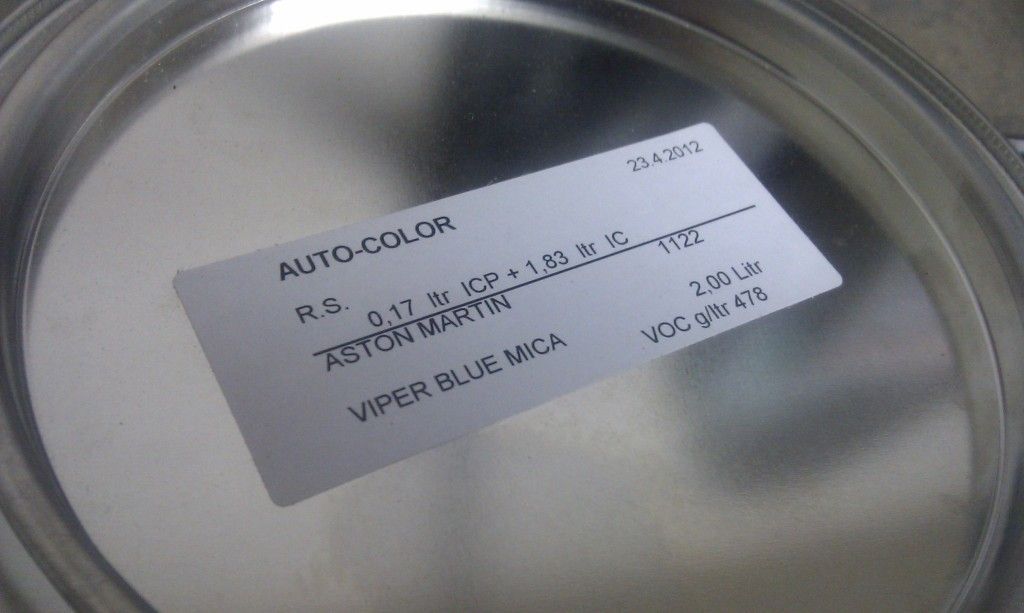 23.4.2012
AUTO-COLOR
R.S. 0,17 ltr ICP + 1,83 ltr IC
ASTON MARTIN 1122
VIPER BLUE MICA 2,00 Litr
VOC g/ltr 478